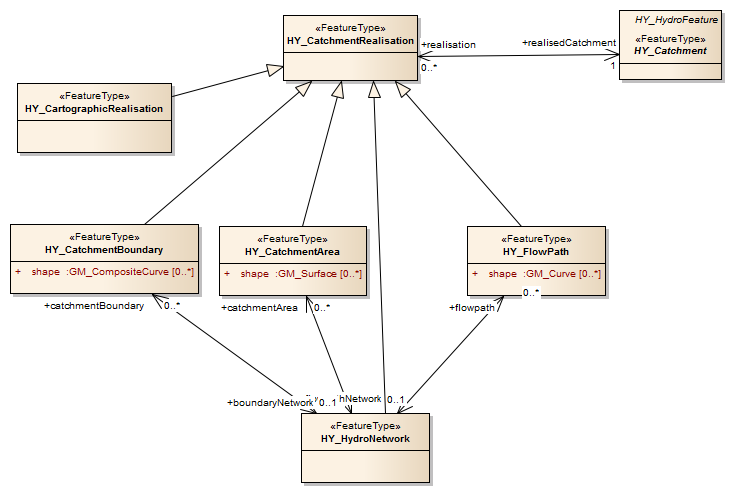 HY_HydroFeature
«FeatureType»
HY_Catchment
«FeatureType»
HY_CatchmentRealisation
+realisation
+realisedCatchment
0..*
1
«FeatureType»
HY_CartographicRealisation
«FeatureType»
HY_CatchmentBoundary
+ shape :GM_CompositeCurve [0..*]
«FeatureType»
HY_CatchmentArea
+ shape :GM_Surface [0..*]
«FeatureType»
HY_FlowPath
+ shape :GM_Curve [0..*]
0..*
+catchmentBoundary
0..*
+catchmentArea
0..*
+flowpath
+boundaryNetwork
0..1
0..1
«FeatureType»
HY_HydroNetwork